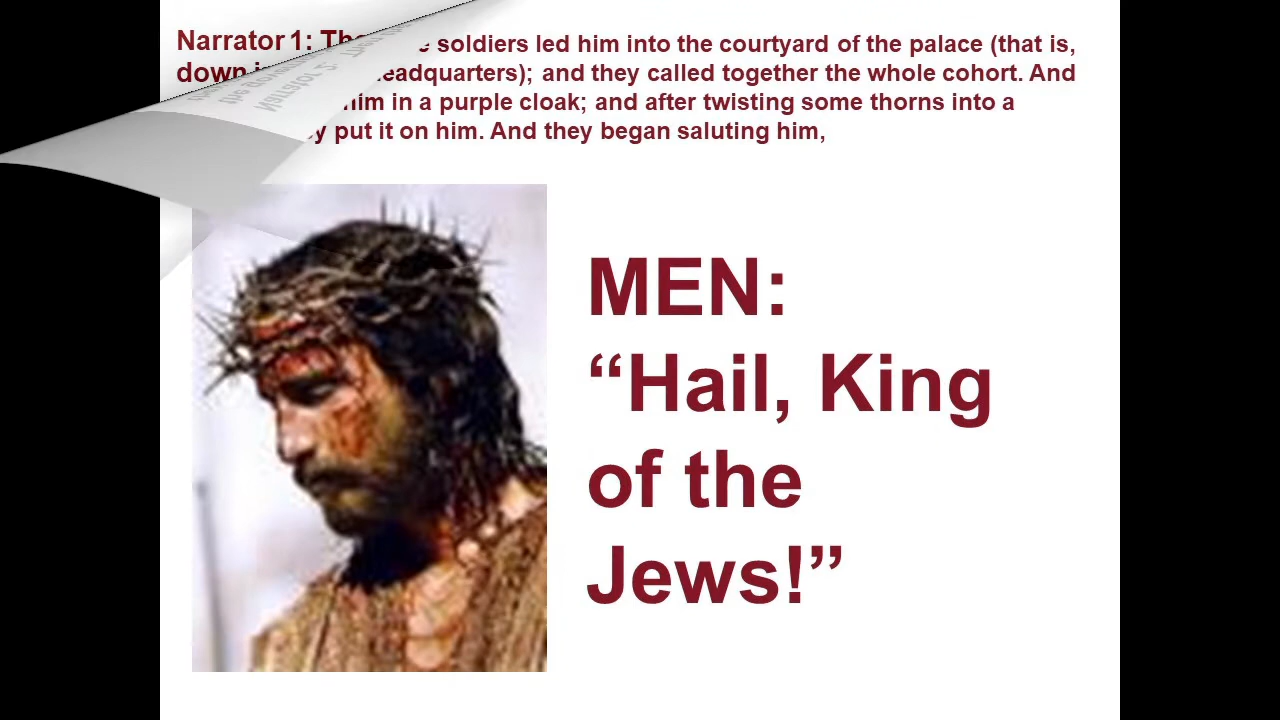 Narrator 1: soldiers led him into the courtyard of the palace (that is,
down headquarters); and they called together the whole cohort. And
him in a purple cloak; and after twisting some thorns into a
put it on him. And they began saluting him,
MEN:
“Hail, King
of the
Jews!”